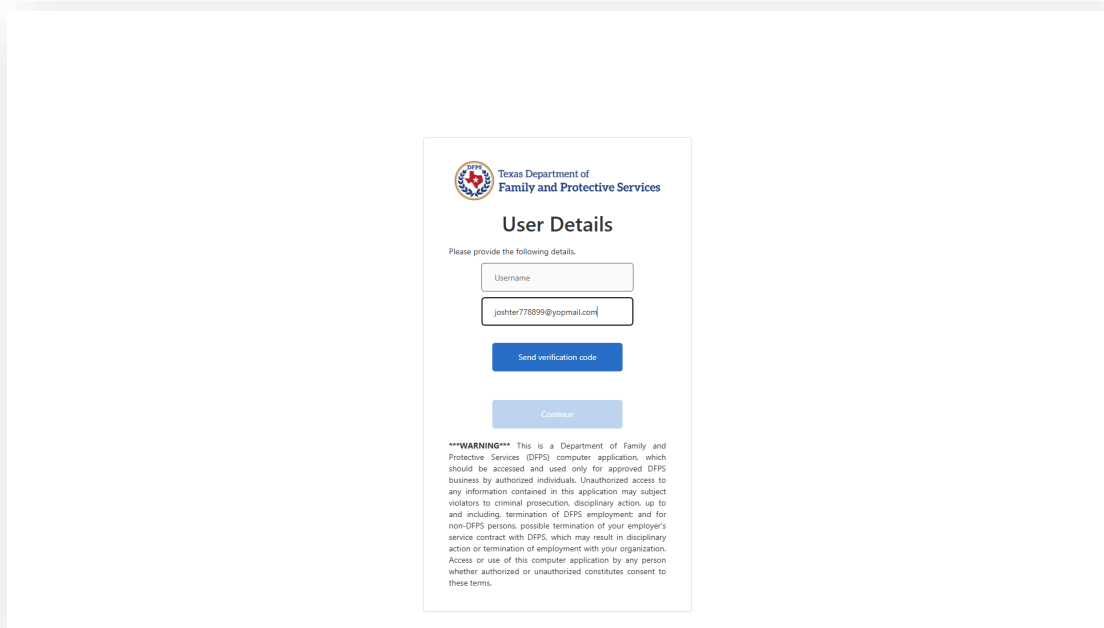 DFPS
Texas Department of
Family and Protective Services
User Details
Please provide the following details.
Username
joshter778899@yopmail.com
Send verification code
Continue
***WARNING*** This is a Department of Family and
Protective Services (DFPS) computer application, which
should be accessed and used only for approved DFPS
business by authorized individuals. Unauthorized access to
any information contained in this application may subject
violators to criminal prosecution, disciplinary action, up to
and including, termination of DFPS employment; and for
non-DFPS persons, possible termination of your employer's
service contract with DFPS, which may result in disciplinary
action or termination of employment with your organization.
Access or use of this computer application by any person
whether authorized or unauthorized constitutes consent to
these terms.